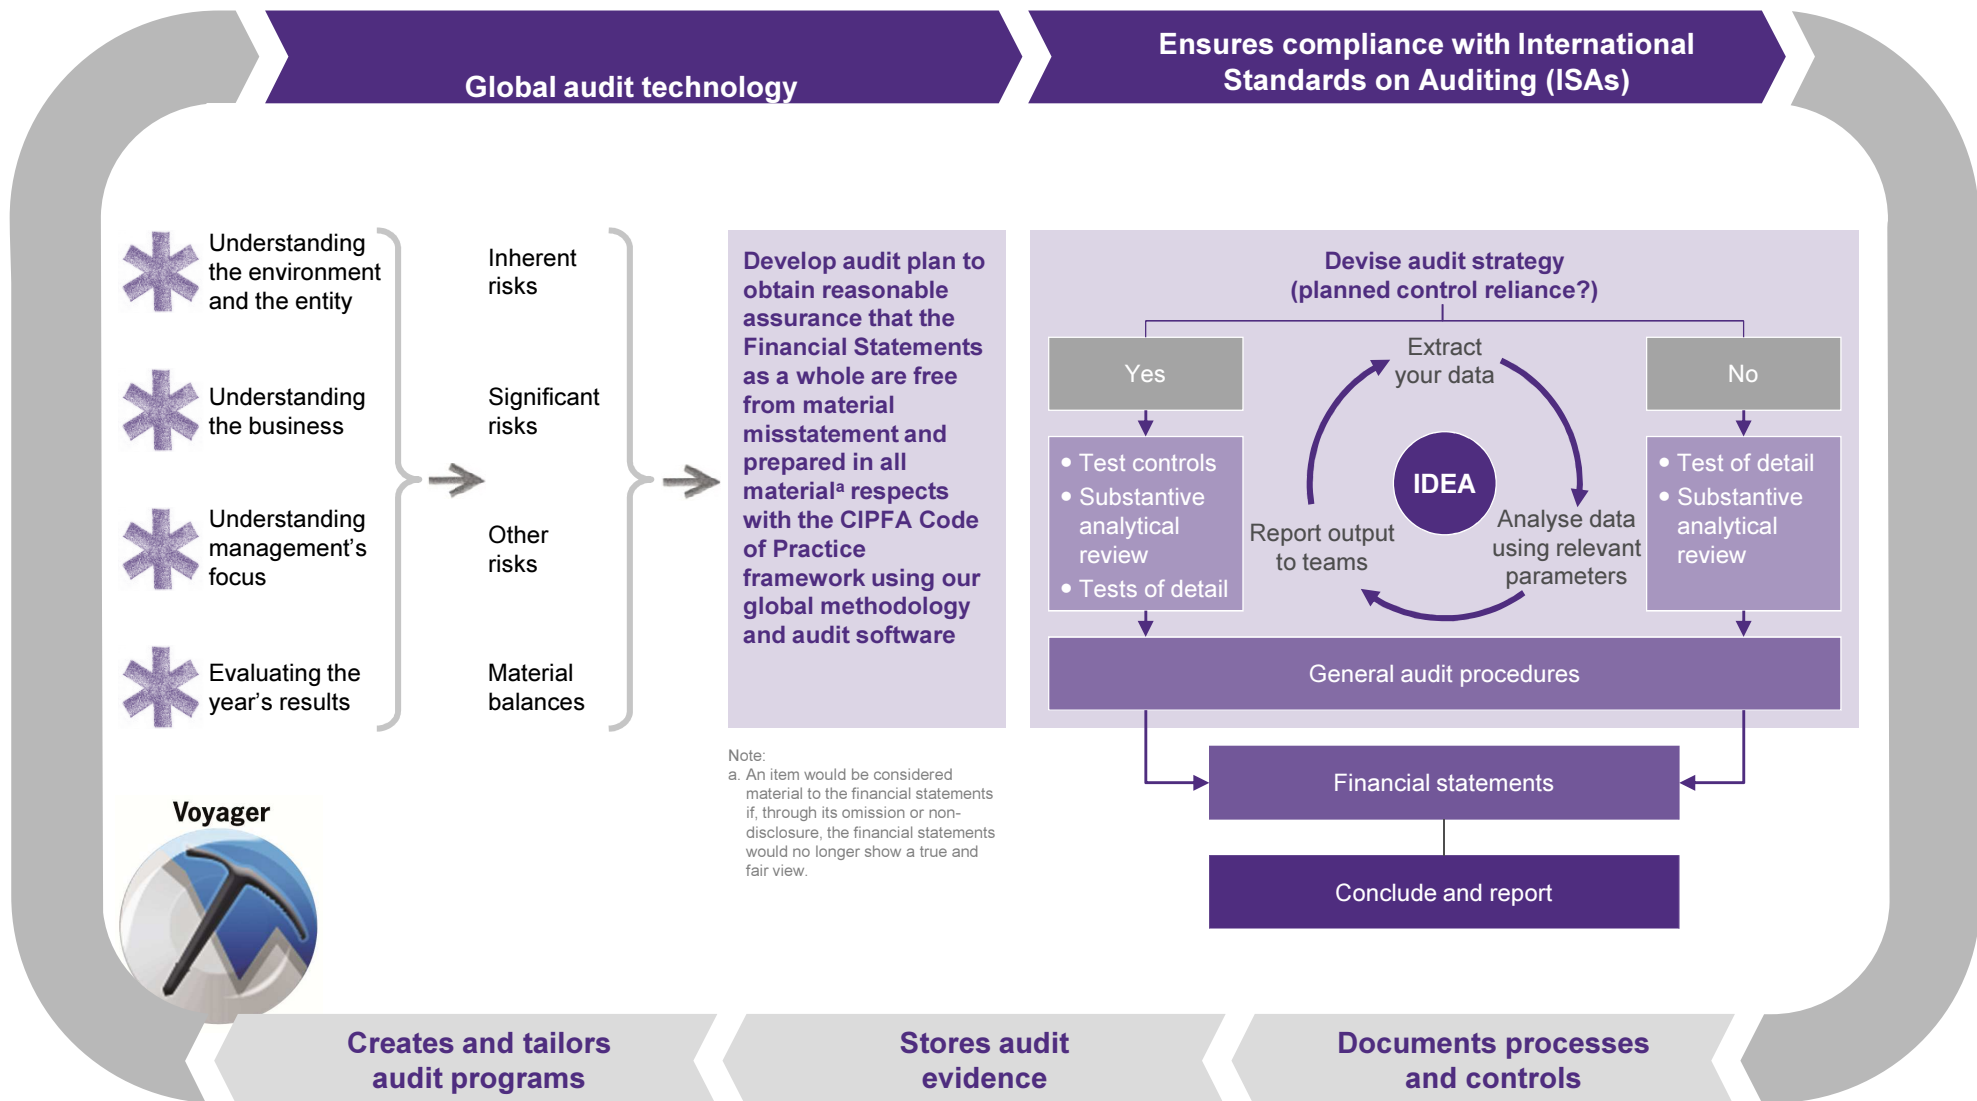 Global audit technology
Ensures compliance with International
Standards on Auditing (ISAs)
Understanding
the environment
and the entity
Understanding
the business
Understanding
management's
focus
Evaluating the
year's results
Inherent
risks
Significant
risks
Other
risks
Material
balances
Develop audit plan to
obtain reasonable
assurance that the
Financial Statements
as a whole are free
from material
misstatement and
prepared in all
materialᵃ respects
with the CIPFA Code
of Practice
framework using our
global methodology
and audit software
Note:
a. An item would be considered
material to the financial statements
if, through its omission or non-
disclosure, the financial statements
would no longer show a true and
fair view.
Devise audit strategy
(planned control reliance?)
Yes
• Test controls
• Substantive
analytical
review
• Tests of detail
Extract
your data
IDEA
Analyse data
using relevant
parameters
Report output
to teams
No
• Test of detail
• Substantive
analytical
review
General audit procedures
Financial statements
Conclude and report
Voyager
Creates and tailors
audit programs
Stores audit
evidence
Documents processes
and controls